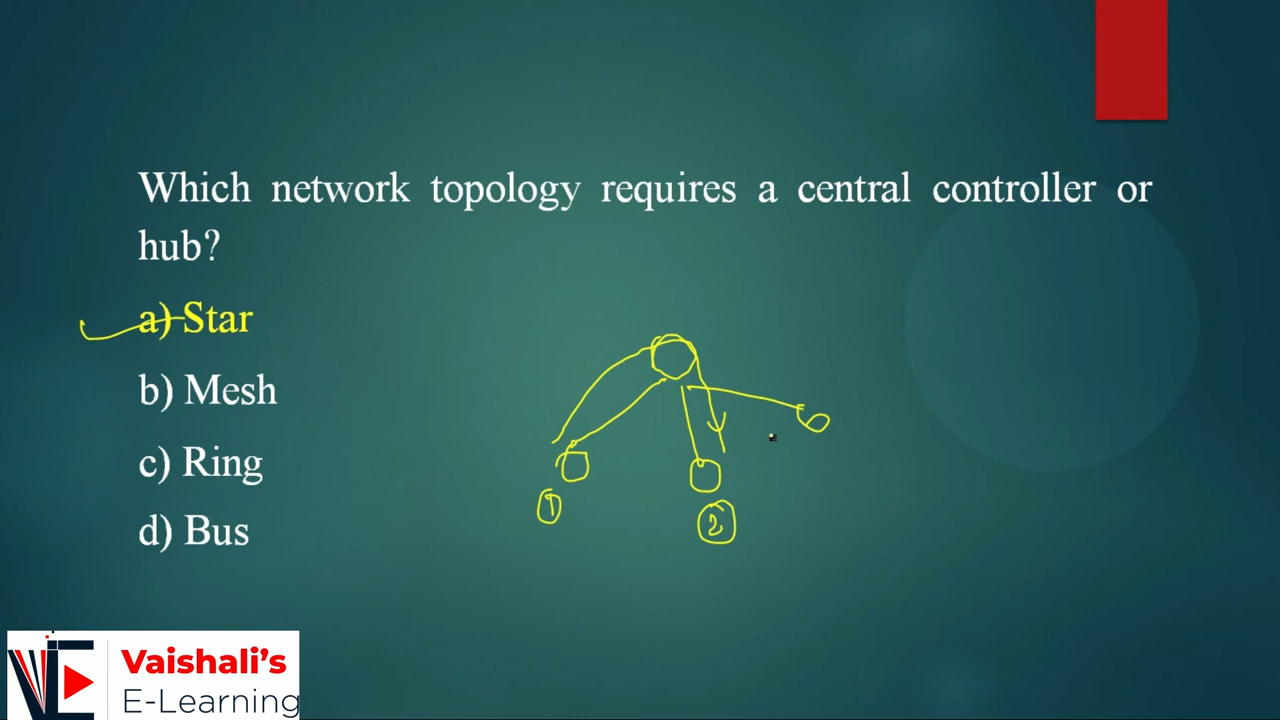 Which network topology requires a central controller or
hub?
a) Star
b) Mesh
c) Ring
d) Bus
1
2
Vaishali's
E-Learning